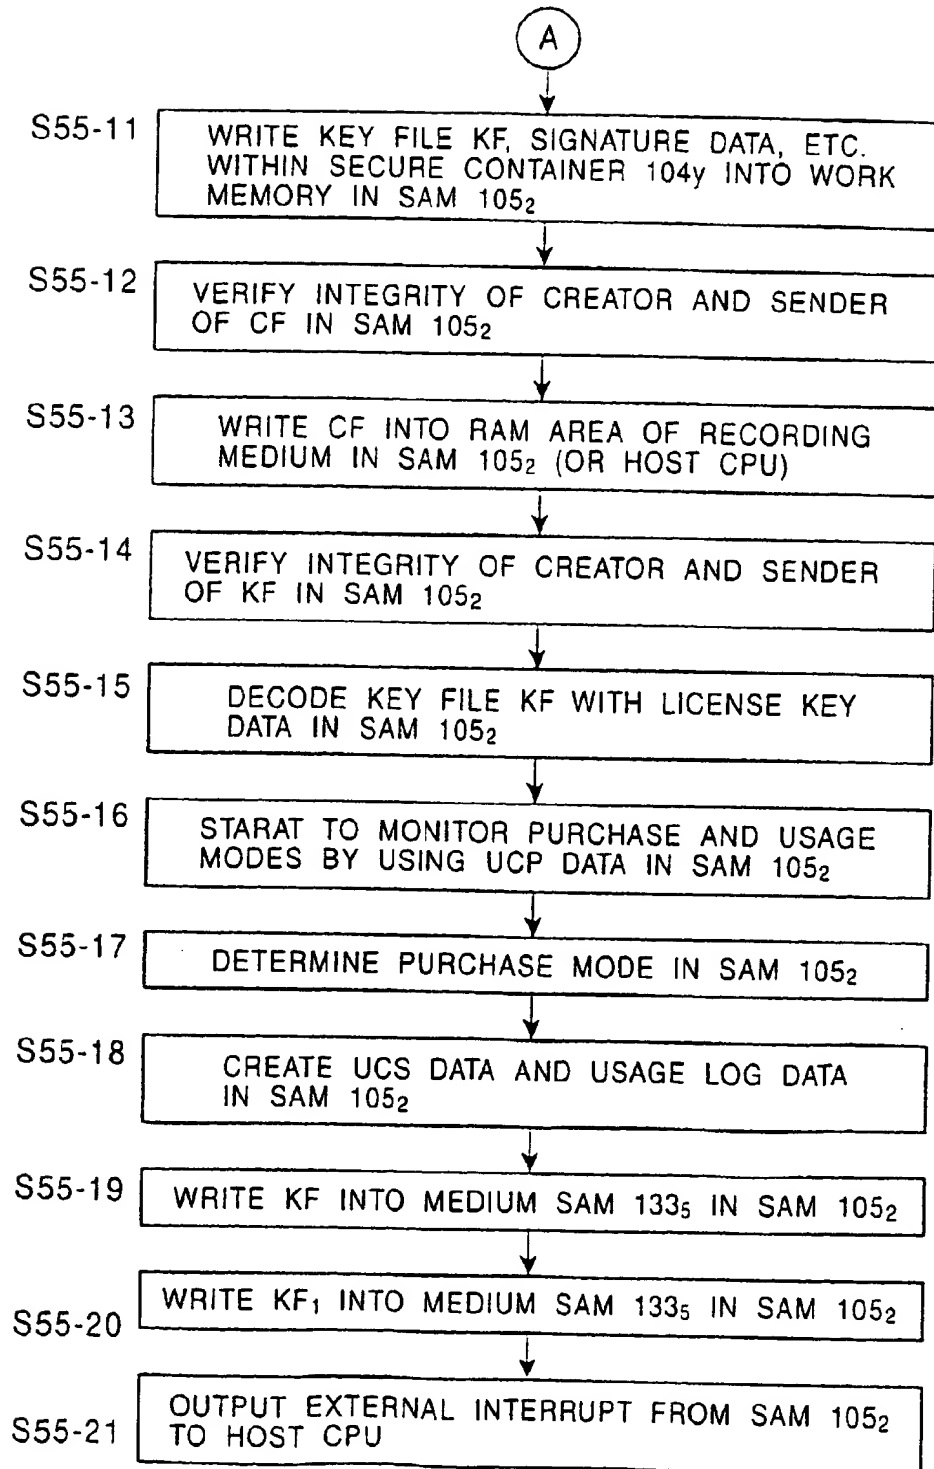 A
S55-11
WRITE KEY FILE KF, SIGNATURE DATA, ETC.
WITHIN SECURE CONTAINER 104y INTO WORK
MEMORY IN SAM 105₂
S55-12
VERIFY INTEGRITY OF CREATOR AND SENDER
OF CF IN SAM 105₂
S55-13
WRITE CF INTO RAM AREA OF RECORDING
MEDIUM IN SAM 105₂ (OR HOST CPU)
S55-14
VERIFY INTEGRITY OF CREATOR AND SENDER
OF KF IN SAM 105₂
S55-15
DECODE KEY FILE KF WITH LICENSE KEY
DATA IN SAM 105₂
S55-16
STARAT TO MONITOR PURCHASE AND USAGE
MODES BY USING UCP DATA IN SAM 105₂
S55-17
DETERMINE PURCHASE MODE IN SAM 105₂
S55-18
CREATE UCS DATA AND USAGE LOG DATA
IN SAM 105₂
S55-19
WRITE KF INTO MEDIUM SAM 133₅ IN SAM 105₂
S55-20
WRITE KF₁ INTO MEDIUM SAM 133₅ IN SAM 105₂
S55-21
OUTPUT EXTERNAL INTERRUPT FROM SAM 105₂
TO HOST CPU